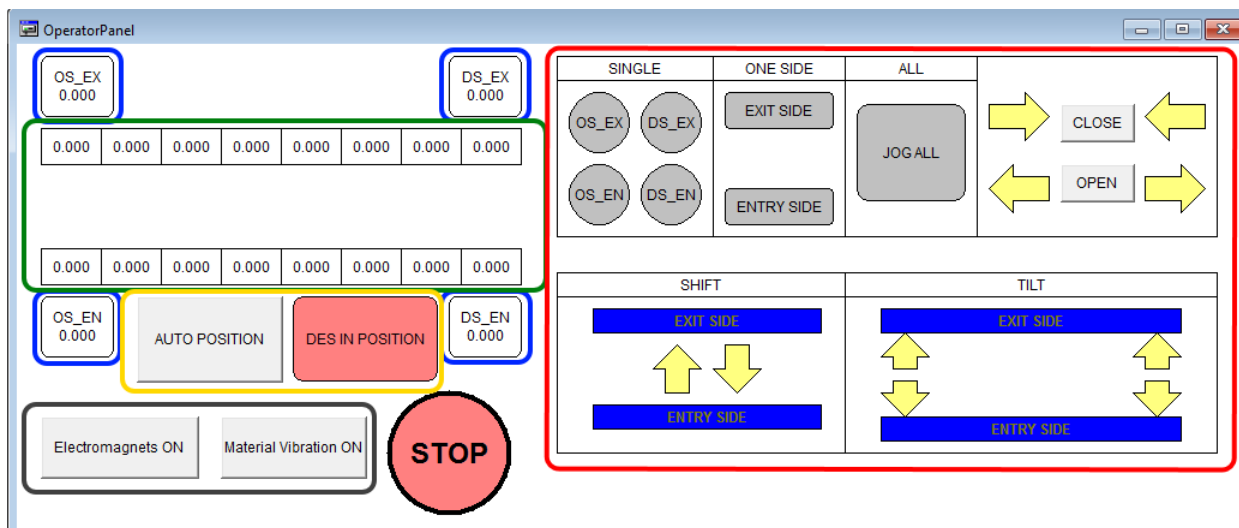 OperatorPanel
OS_EX
0.000
DS_EX
0.000
0.000 0.000 0.000 0.000 0.000 0.000 0.000 0.000
0.000 0.000 0.000 0.000 0.000 0.000 0.000 0.000
OS_EN
0.000
AUTO POSITION
DES IN POSITION
DS_EN
0.000
Electromagnets ON
Material Vibration ON
STOP
SINGLE ONE SIDE ALL
OS_EX DS_EX
OS_EN DS_EN
EXIT SIDE
ENTRY SIDE
JOG ALL
CLOSE
OPEN
SHIFT
EXIT SIDE
ENTRY SIDE
TILT
EXIT SIDE
ENTRY SIDE